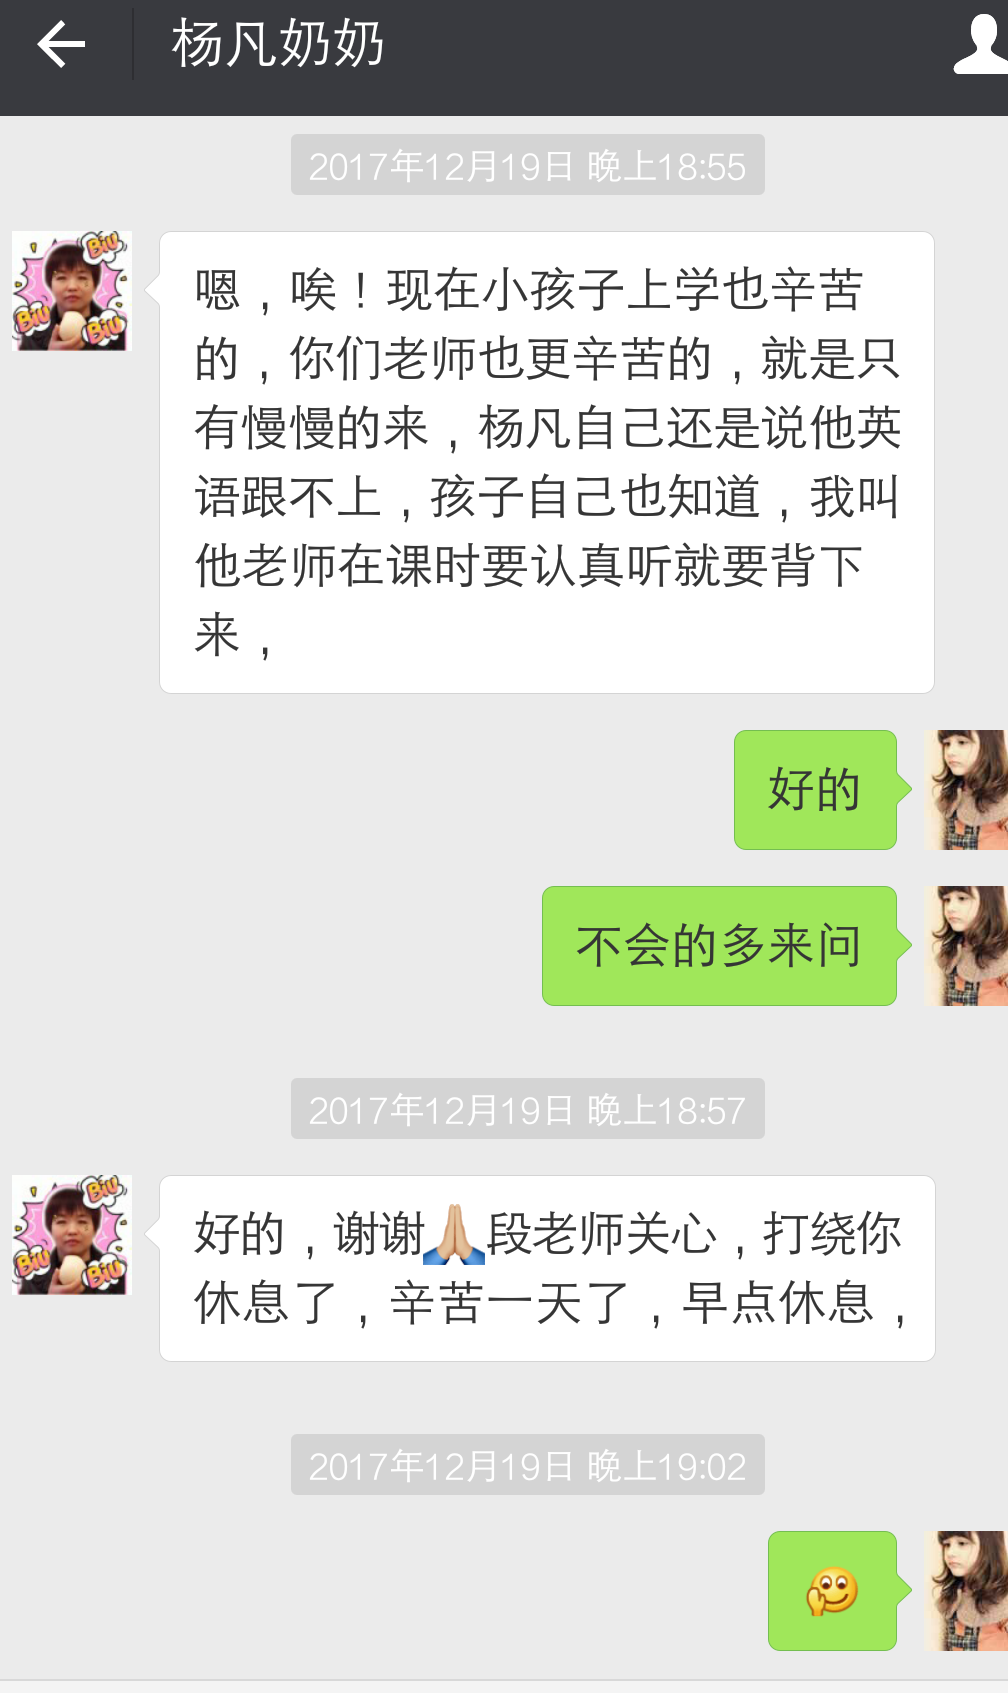 杨凡奶奶
2017年12月19日 晚上18:55
Biu
Biu
Biu
嗯，唉！现在小孩子上学也辛苦
的，你们老师也更辛苦的，就是只
有慢慢的来，杨凡自己还是说他英
语跟不上，孩子自己也知道，我叫
他老师在课时要认真听就要背下
来，
好的
不会的多来问
2017年12月19日 晚上18:57
Biu
Biu
Biu
好的，谢谢🙏🏼段老师关心，打绕你
休息了，辛苦一天了，早点休息，
2017年12月19日 晚上19:02